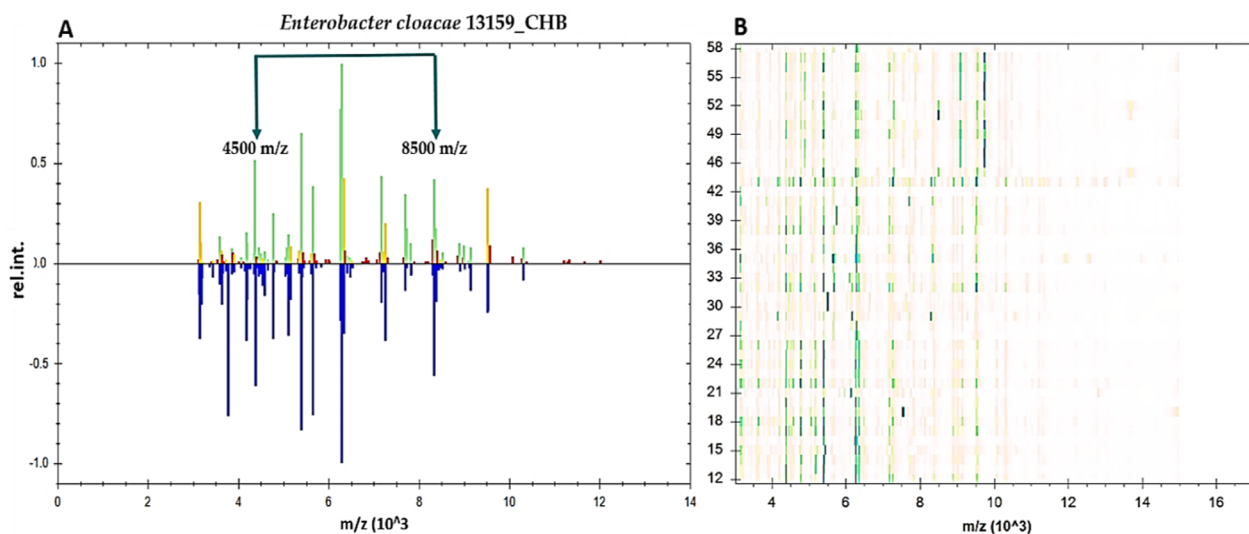 A
Enterobacter cloacae 13159_CHB
B
rel.int.
1.0
0.5
1.0
-0.5
-1.0
4500 m/z
8500 m/z
0 2 4 6 8 10 12 14
m/z (10^3
58
55
52
49
46
42
39
36
33
30
27
24
21
18
15
12
4 6 8 10 12 14 16
m/z (10^3)